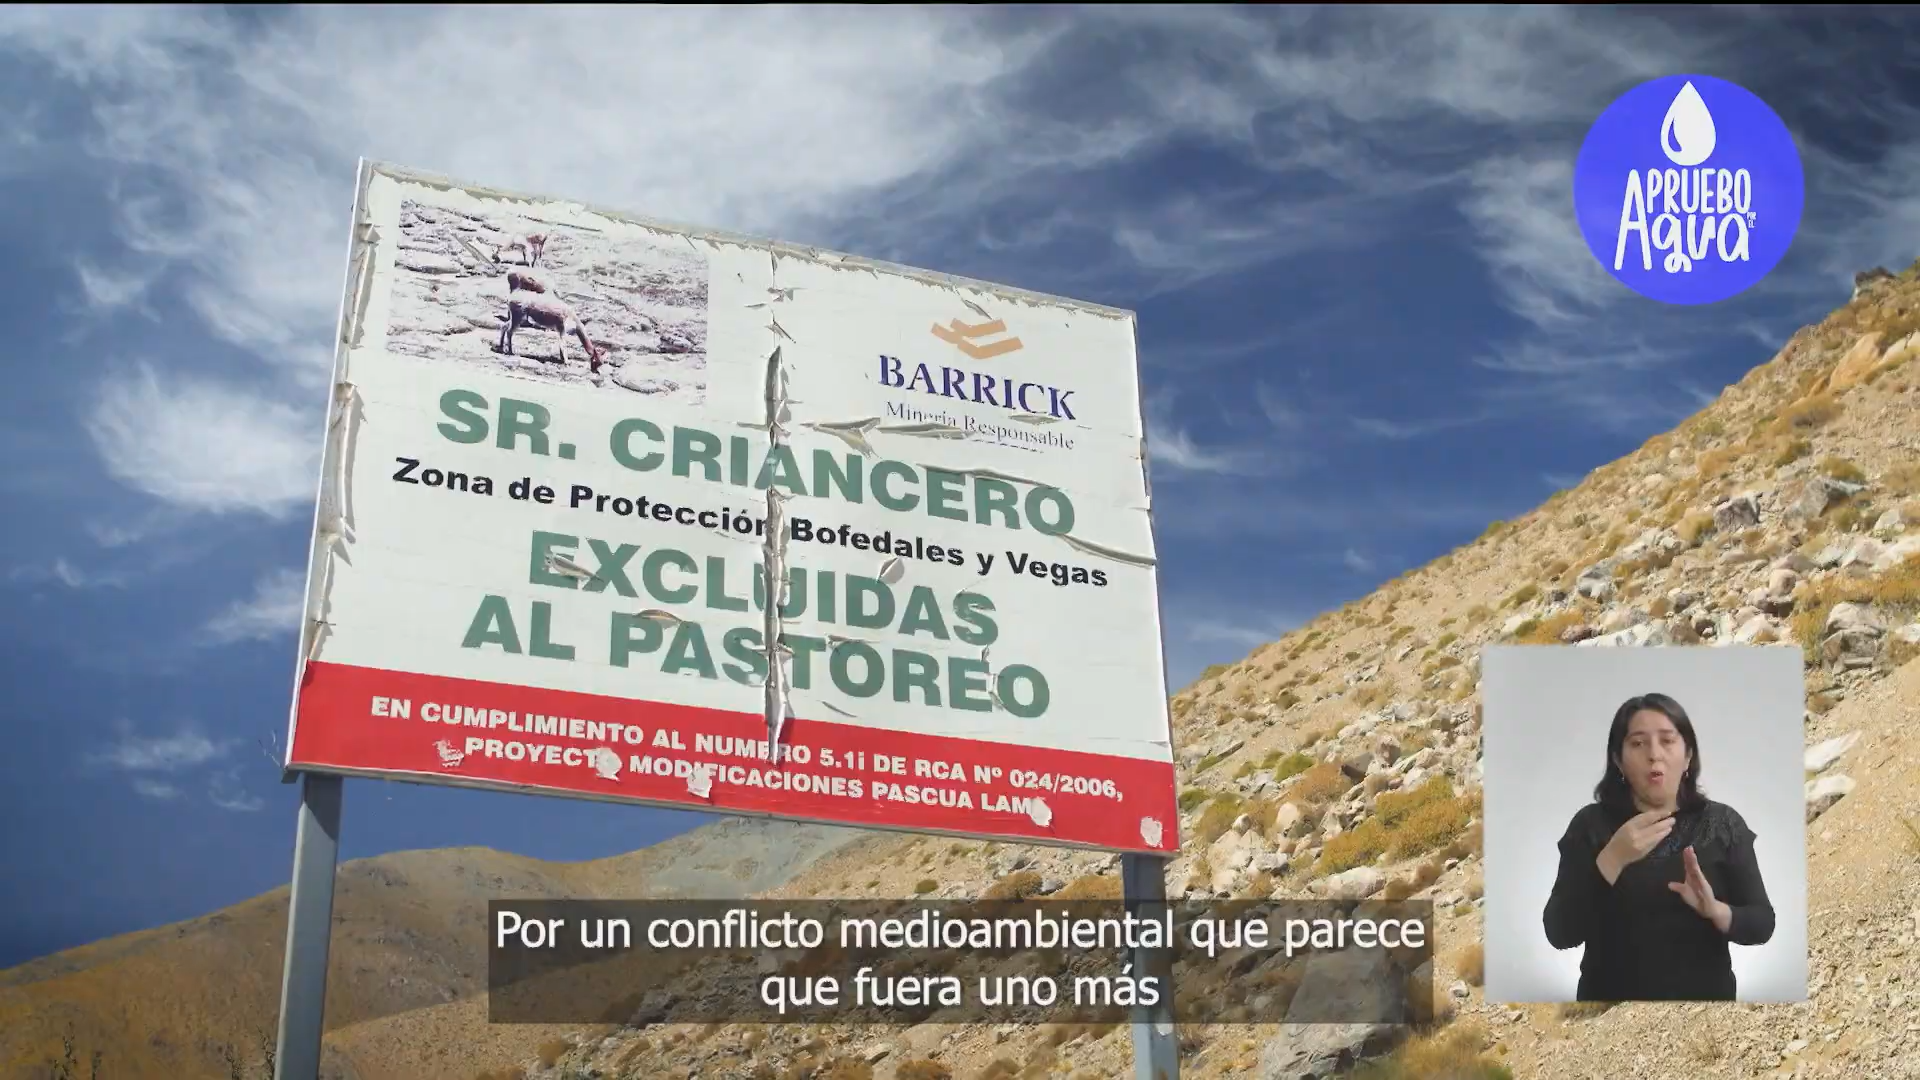 APRUEBO
POR EL
Agua
BARRICK
Minería Responsable
SR. CRIANCERO
Zona de Protección Bofedales y Vegas
EXCLUIDAS
AL PASTOREO
EN CUMPLIMIENTO AL NUMERO 5.1i DE RCA Nº 024/2006,
PROYECTO MODIFICACIONES PASCUA LAMA
Por un conflicto medioambiental que parece
que fuera uno más